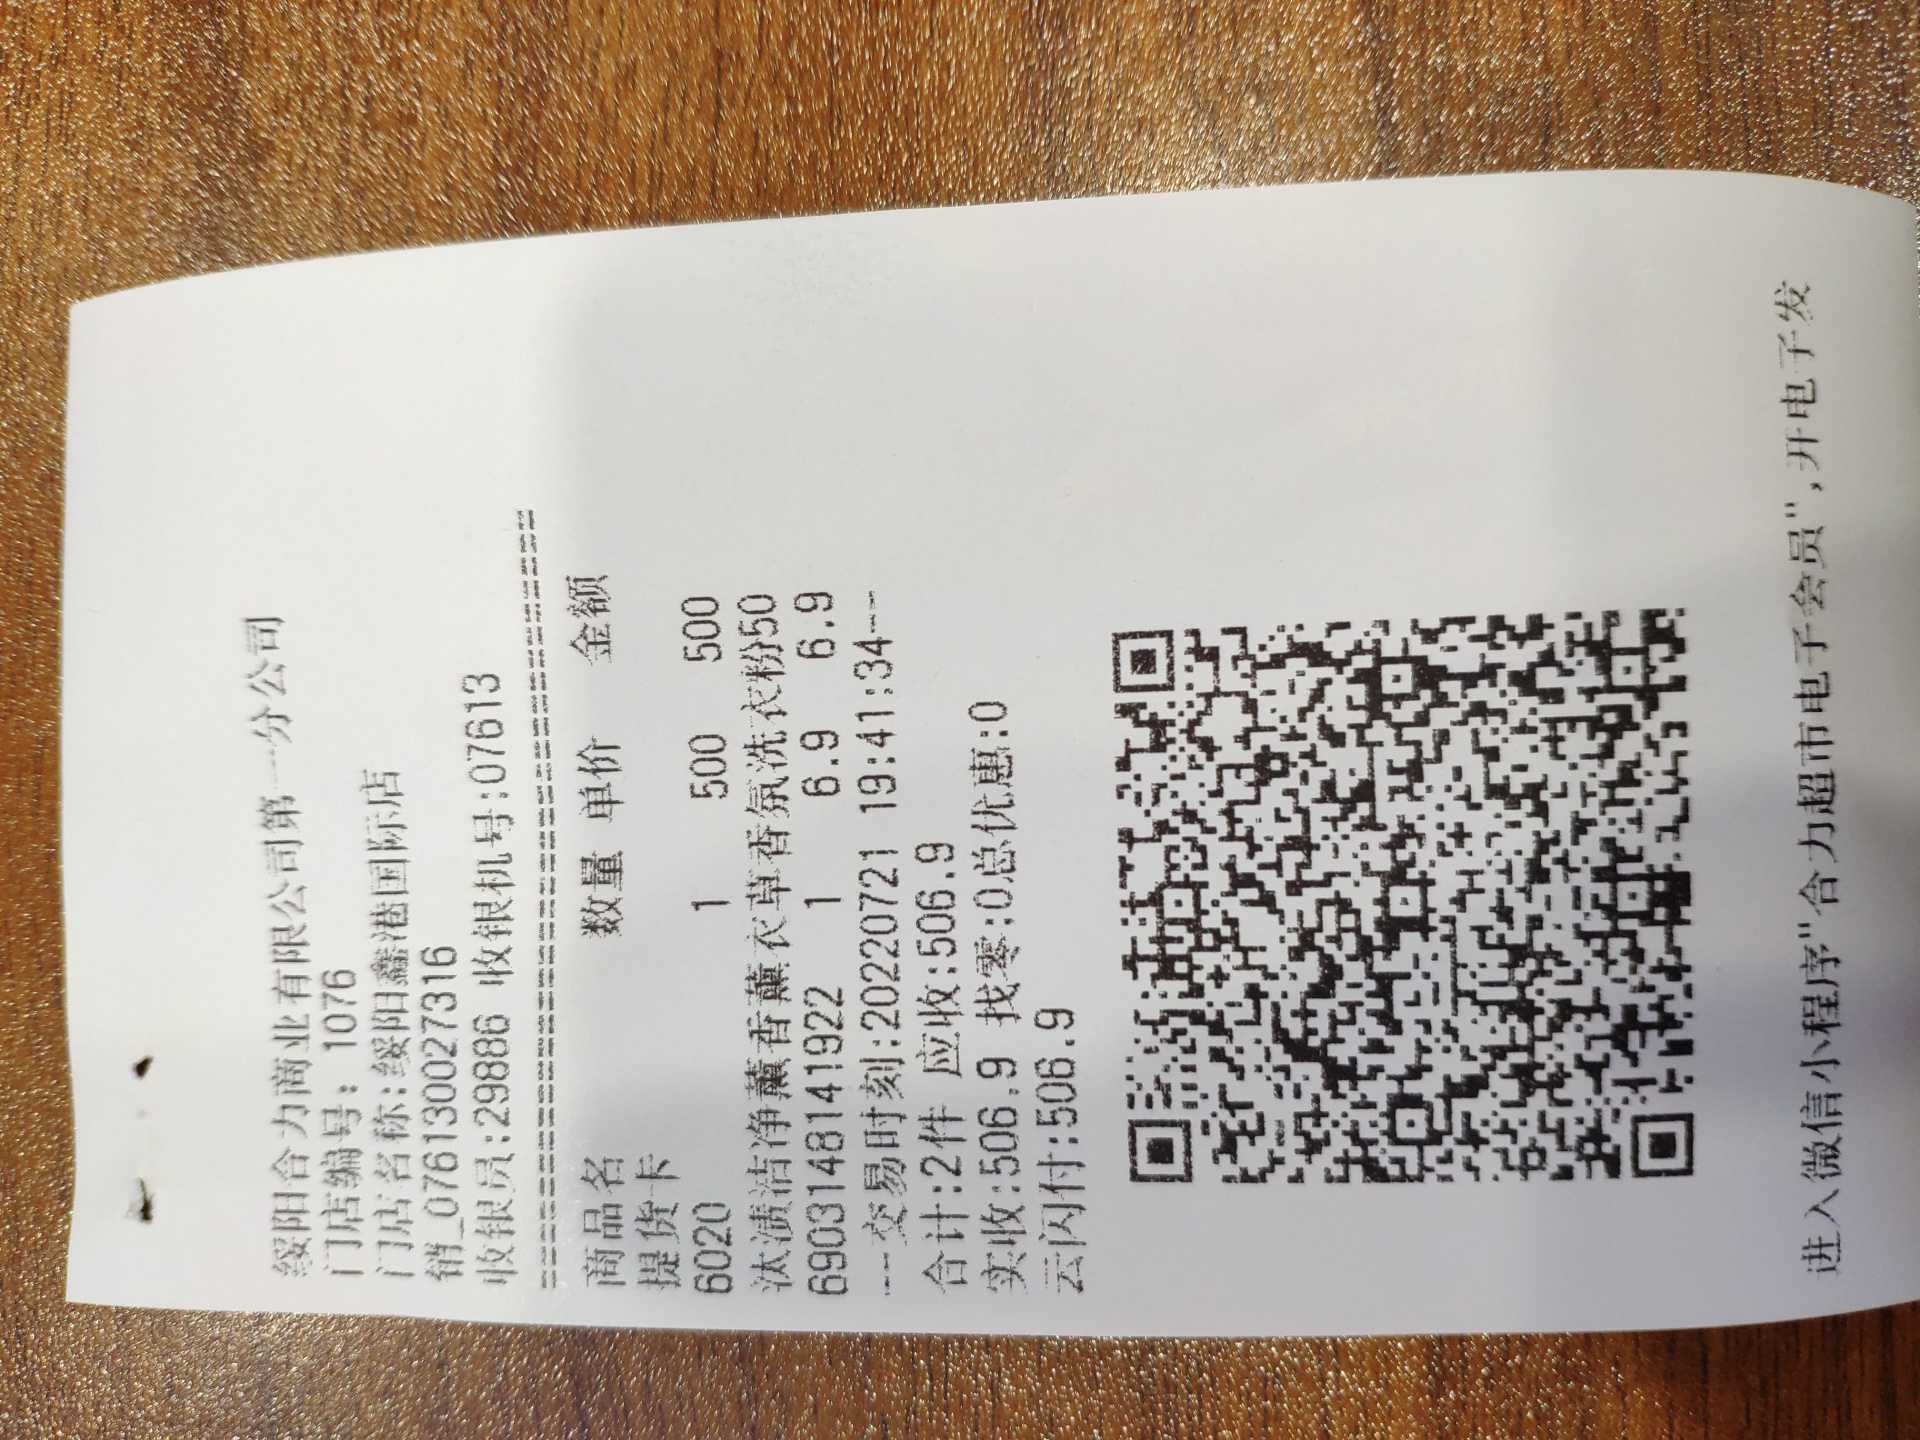 绥阳合力商业有限公司第一分公司
门店编号: 1076
门店名称:绥阳鑫港国际店
销_0761300027316
收银员:29886 收银机号:07613
商品名 数量 单价 金额
提货卡
6020 1 500 500
汰渍洁净薰香薰衣草香氛洗衣粉50
6903148141922 1 6.9 6.9
---交易时刻:20220721 19:41:34---
合计:2件 应收:506.9
实收:506.9 找零:0总优惠:0
云闪付:506.9
进入微信小程序"合力超市电子会员",开电子发